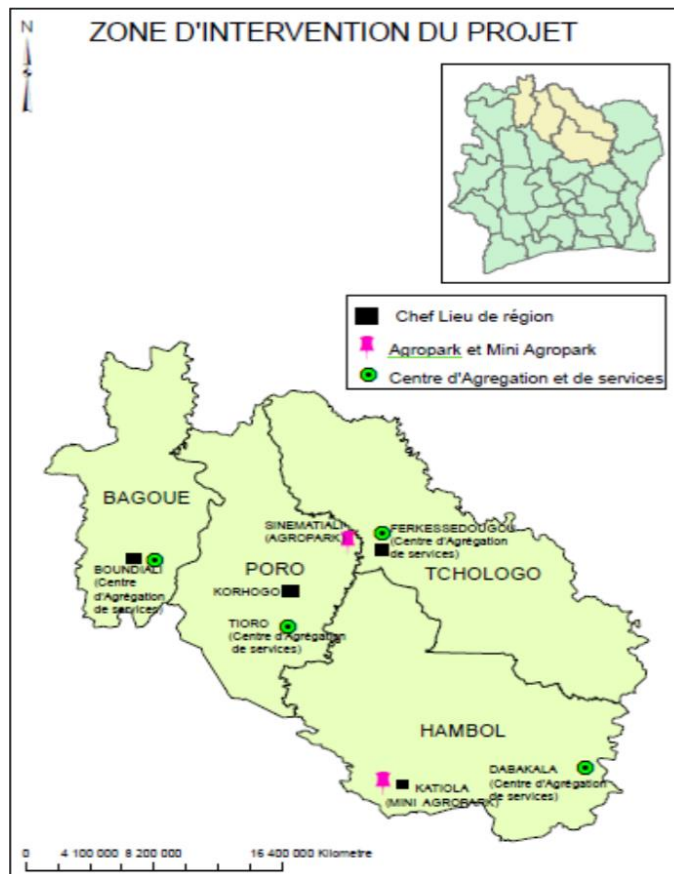 N
ZONE D'INTERVENTION DU PROJET
Chef Lieu de région
Agropark et Mini Agropark
Centre d'Agregation et de services
BAGOUE
BOUNDIALI
(Centre
d'Agrégation
de services)
SINEMATIALI
(AGROPARK)
PORO
KORHOGO
TIORO
(Centre d'Agrégation
de services)
FERKESSEDOUGOU
(Centre d'Agrégation
de services)
TCHOLOGO
HAMBOL
KATIOLA
(MINI AGROPARK)
DABAKALA
(Centre d'Agrégation
de services)
0 4 100 000 8 200 000 16 400 000 Kilometre